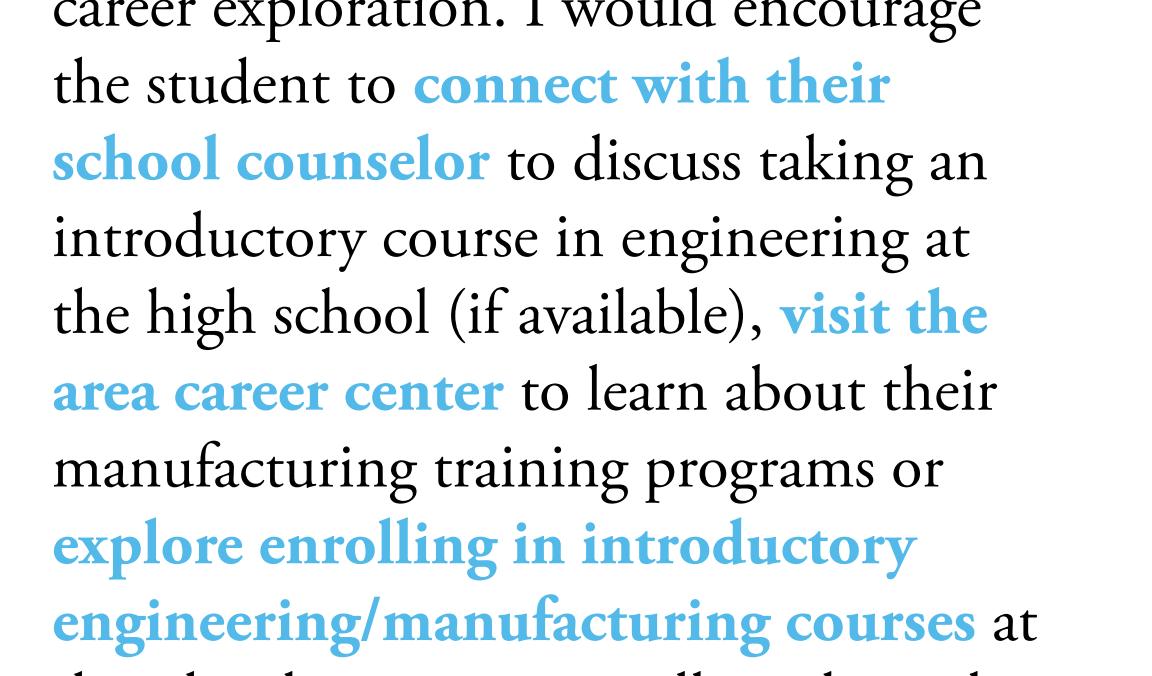 career exploration. I would encourage
the student to connect with their
school counselor to discuss taking an
introductory course in engineering at
the high school (if available), visit the
area career center to learn about their
manufacturing training programs or
explore enrolling in introductory
engineering/manufacturing courses at